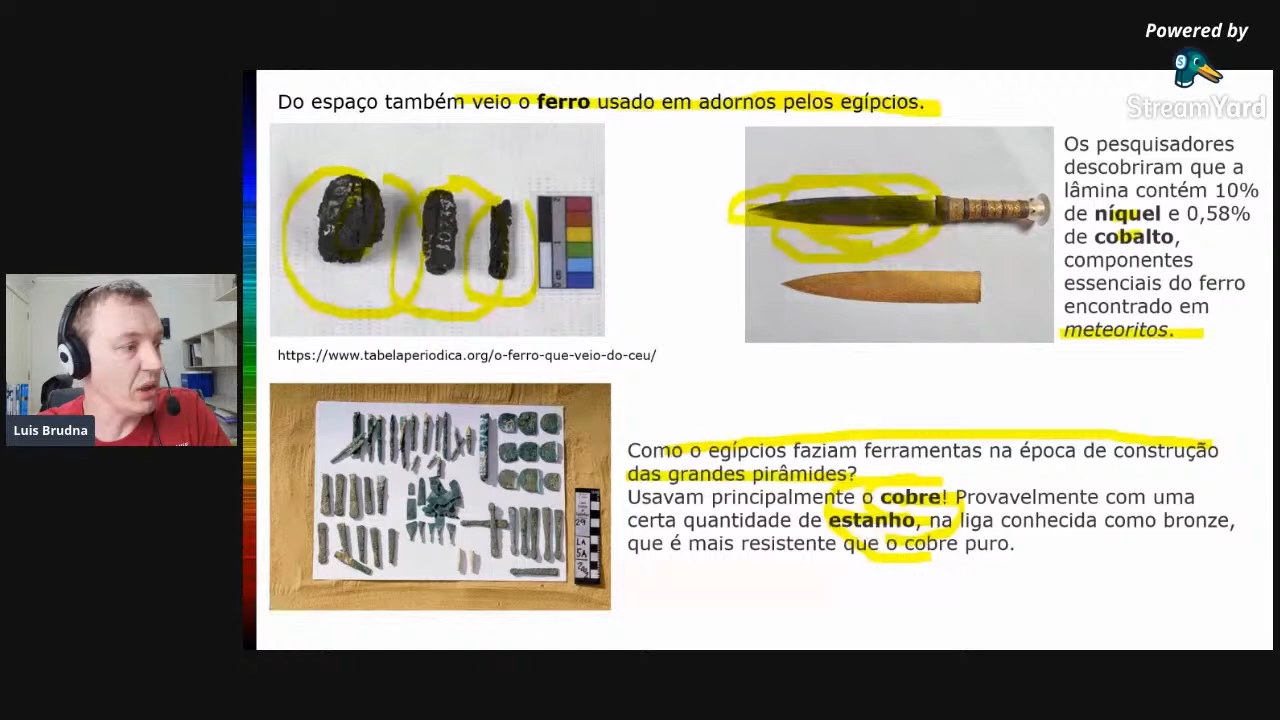 Powered by
StreamYard
Do espaço também veio o ferro usado em adornos pelos egípcios.
Os pesquisadores
descobriram que a
lâmina contém 10%
de níquel e 0,58%
de cobalto,
componentes
essenciais do ferro
encontrado em
meteoritos.
https://www.tabelaperiodica.org/o-ferro-que-veio-do-ceu/
Luis Brudna
Como o egípcios faziam ferramentas na época de construção
das grandes pirâmides?
Usavam principalmente o cobre! Provavelmente com uma
certa quantidade de estanho, na liga conhecida como bronze,
que é mais resistente que o cobre puro.